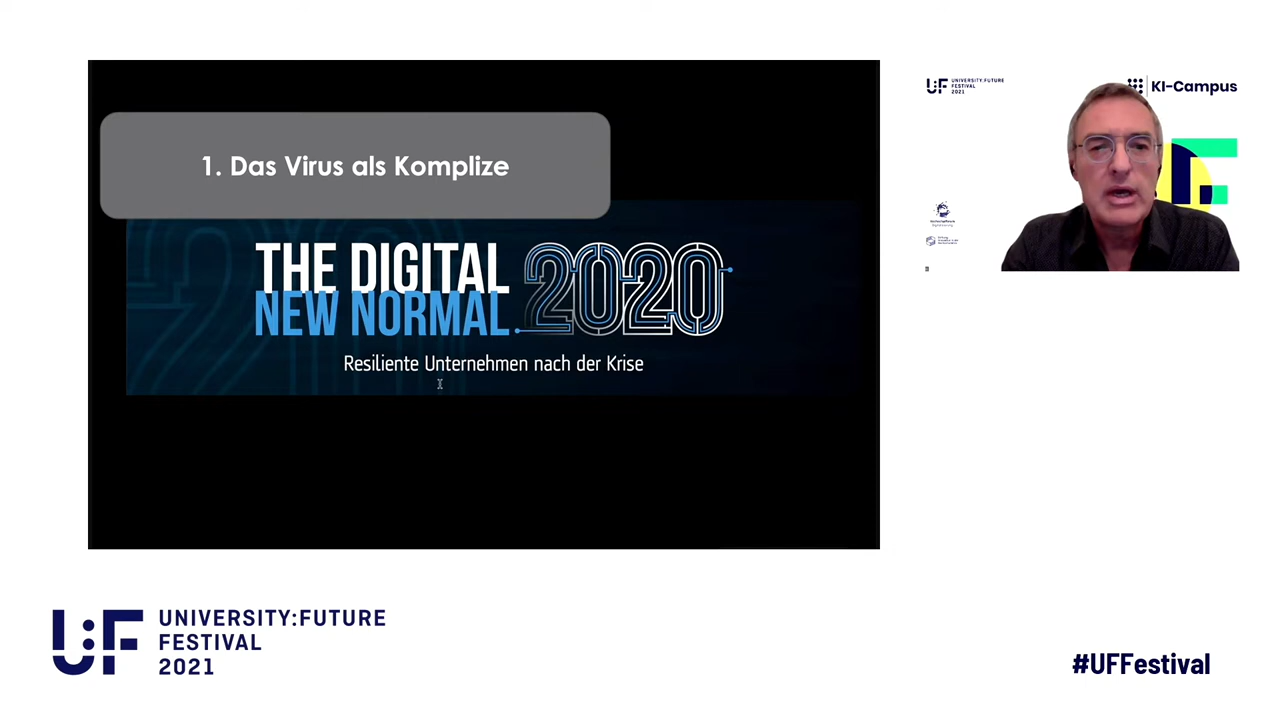 1. Das Virus als Komplize
THE DIGITAL
NEW NORMAL
2020
Resiliente Unternehmen nach der Krise
UF UNIVERSITY:FUTURE
FESTIVAL
2021
KI-Campus
U:F
UNIVERSITY:FUTURE
FESTIVAL
2021
#UFFestival